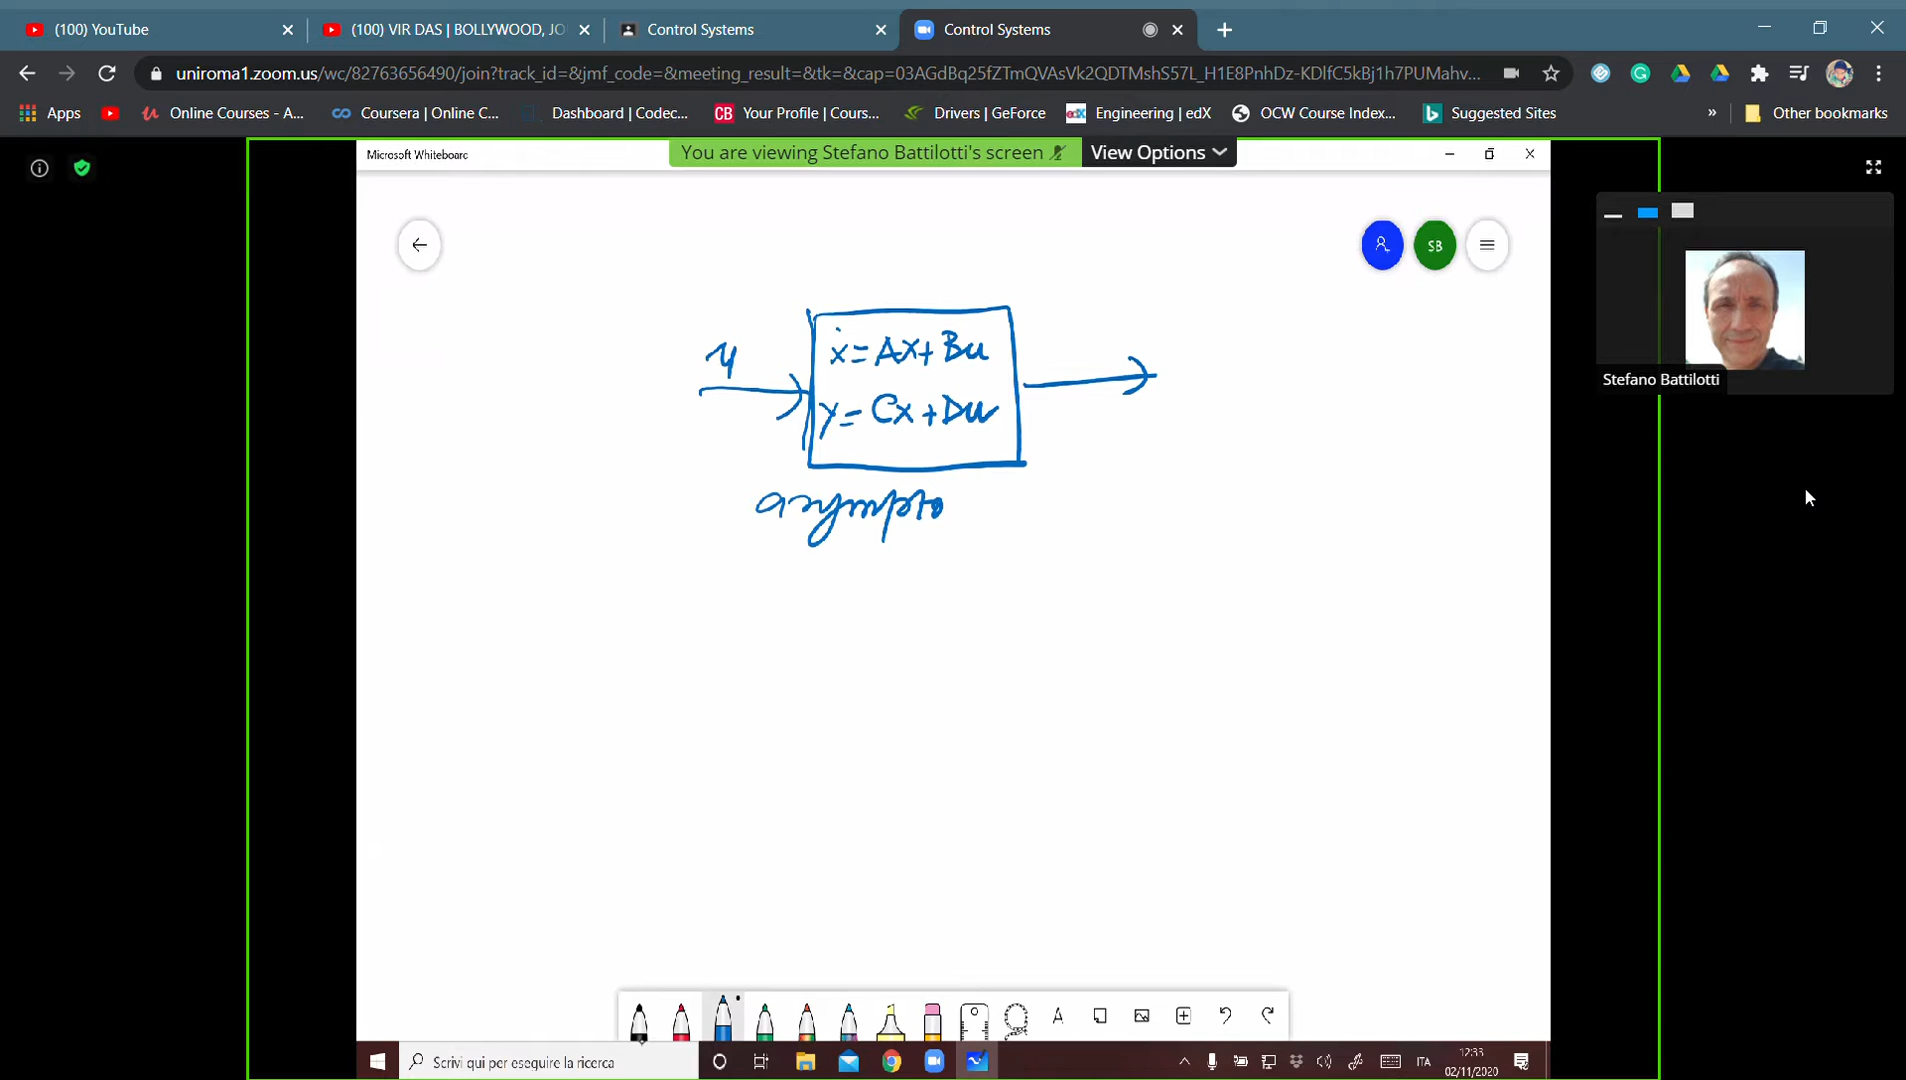 (100) YouTube
(100) VIR DAS | BOLLYWOOD, JO
Control Systems
Control Systems
uniroma1.zoom.us/wc/82763656490/join?track_id=&jmf_code=&meeting_result=&tk=&cap=03AGdBq25fZTmQVAsVk2QDTMshS57L_H1E8PnhDz-KDlfC5kBj1h7PUMahv...
Apps
Online Courses - A...
Coursera | Online C...
Dashboard | Codec...
CB Your Profile | Cours...
Drivers | GeForce
edX Engineering | edX
OCW Course Index...
Suggested Sites
»
Other bookmarks
Microsoft Whiteboard
You are viewing Stefano Battilotti's screen
View Options
SB
Stefano Battilotti
ẋ=Ax+Bu
y=Cx+Du
asympto
Scrivi qui per eseguire la ricerca
ITA
12:33
02/11/2020